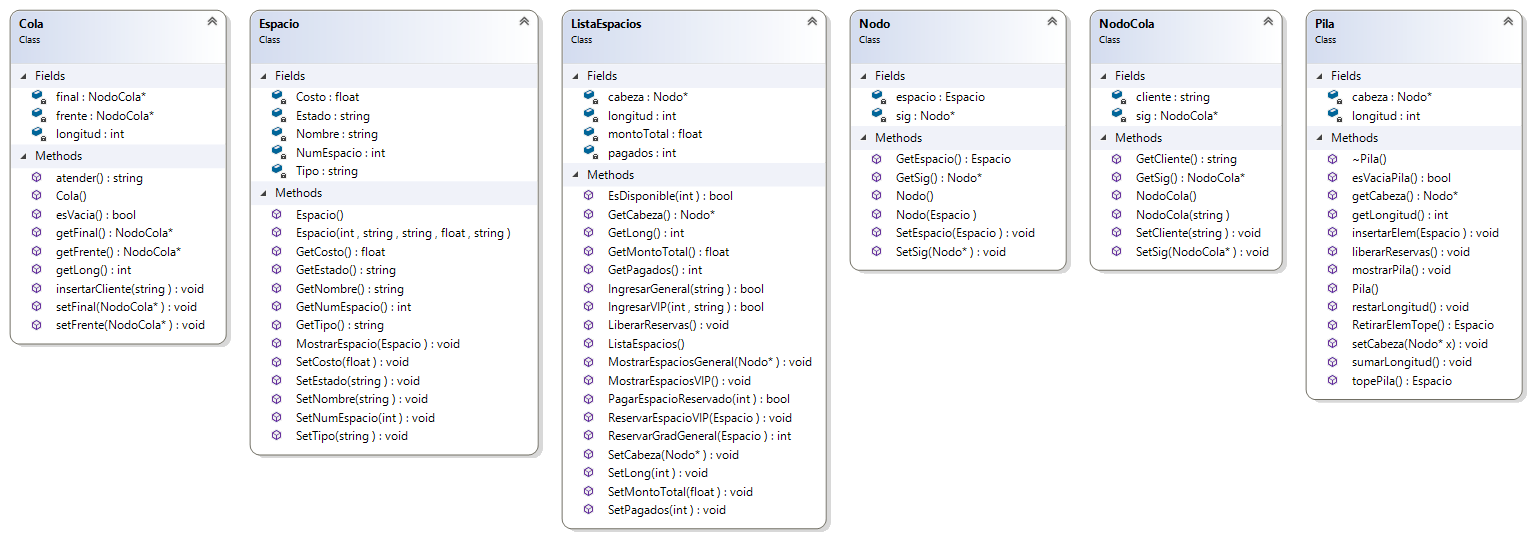 Cola
Class
Fields
final : NodoCola*
frente : NodoCola*
longitud : int
Methods
atender() : string
Cola()
esVacia() : bool
getFinal() : NodoCola*
getFrente() : NodoCola*
getLong() : int
insertarCliente(string ) : void
setFinal(NodoCola* ) : void
setFrente(NodoCola* ) : void
Espacio
Class
Fields
Costo : float
Estado : string
Nombre : string
NumEspacio : int
Tipo : string
Methods
Espacio()
Espacio(int , string , string , float , string )
GetCosto() : float
GetEstado() : string
GetNombre() : string
GetNumEspacio() : int
GetTipo() : string
MostrarEspacio(Espacio ) : void
SetCosto(float ) : void
SetEstado(string ) : void
SetNombre(string ) : void
SetNumEspacio(int ) : void
SetTipo(string ) : void
ListaEspacios
Class
Fields
cabeza : Nodo*
longitud : int
montoTotal : float
pagados : int
Methods
EsDisponible(int ) : bool
GetCabeza() : Nodo*
GetLong() : int
GetMontoTotal() : float
GetPagados() : int
IngresarGeneral(string ) : bool
IngresarVIP(int , string ) : bool
LiberarReservas() : void
ListaEspacios()
MostrarEspaciosGeneral(Nodo* ) : void
MostrarEspaciosVIP() : void
PagarEspacioReservado(int ) : bool
ReservarEspacioVIP(Espacio ) : void
ReservarGradGeneral(Espacio ) : int
SetCabeza(Nodo* ) : void
SetLong(int ) : void
SetMontoTotal(float ) : void
SetPagados(int ) : void
Nodo
Class
Fields
espacio : Espacio
sig : Nodo*
Methods
GetEspacio() : Espacio
GetSig() : Nodo*
Nodo()
Nodo(Espacio )
SetEspacio(Espacio ) : void
SetSig(Nodo* ) : void
NodoCola
Class
Fields
cliente : string
sig : NodoCola*
Methods
GetCliente() : string
GetSig() : NodoCola*
NodoCola()
NodoCola(string )
SetCliente(string ) : void
SetSig(NodoCola* ) : void
Pila
Class
Fields
cabeza : Nodo*
longitud : int
Methods
~Pila()
esVaciaPila() : bool
getCabeza() : Nodo*
getLongitud() : int
insertarElem(Espacio ) : void
liberarReservas() : void
mostrarPila() : void
Pila()
restarLongitud() : void
RetirarElemTope() : Espacio
setCabeza(Nodo* x) : void
sumarLongitud() : void
topePila() : Espacio